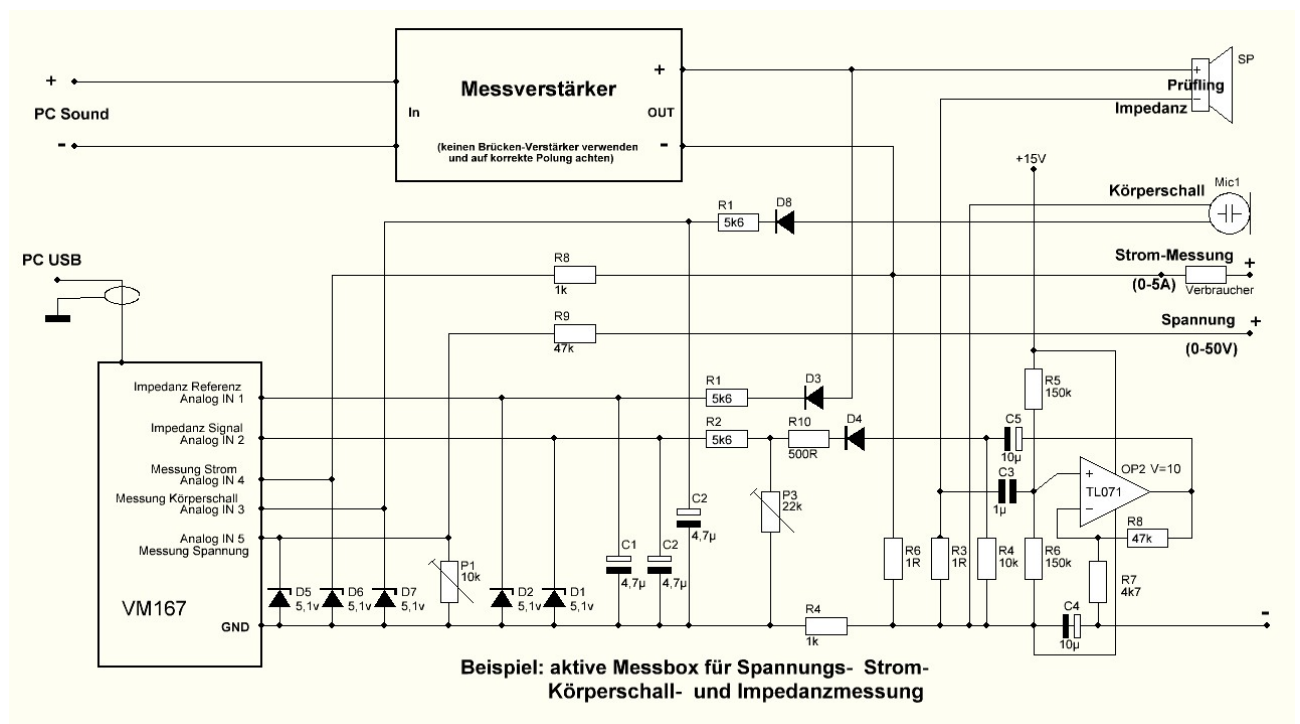 +
PC Sound
-
Messverstärker
In
+
OUT
-
(keinen Brücken-Verstärker verwenden
und auf korrekte Polung achten)
SP
+
Prüfling
-
Impedanz
+15V
Körperschall
Mic1
R1
5k6
D8
PC USB
R8
1k
Strom-Messung
+
(0-5A)
Verbraucher
R9
47k
Spannung
+
(0-50V)
Impedanz Referenz
Analog IN 1
Impedanz Signal
Analog IN 2
Messung Strom
Analog IN 4
Messung Körperschall
Analog IN 3
Analog IN 5
Messung Spannung
VM167
GND
R1
5k6
D3
R2
5k6
R10
500R
D4
R5
150k
C5
10µ
C3
1µ
+
-
TL071
OP2 V=10
R8
47k
P3
22k
C2
4,7µ
C1
4,7µ
C2
4,7µ
P1
10k
D5
5,1v
D6
5,1v
D7
5,1v
D2
5,1v
D1
5,1v
R6
1R
R3
1R
R4
10k
R6
150k
R7
4k7
C4
10µ
R4
1k
-
Beispiel: aktive Messbox für Spannungs- Strom-
Körperschall- und Impedanzmessung